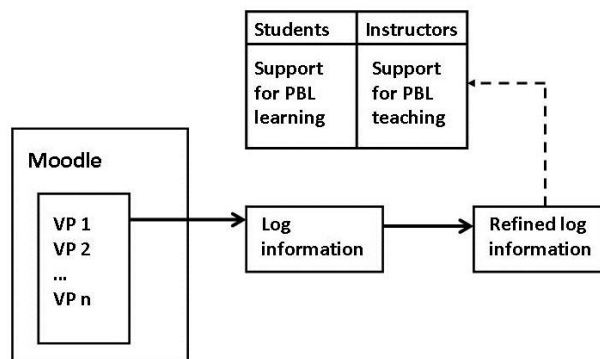 Students Instructors
Support Support
for PBL for PBL
learning teaching
Moodle
VP 1
VP 2
...
VP n
Log
information
Refined log
information